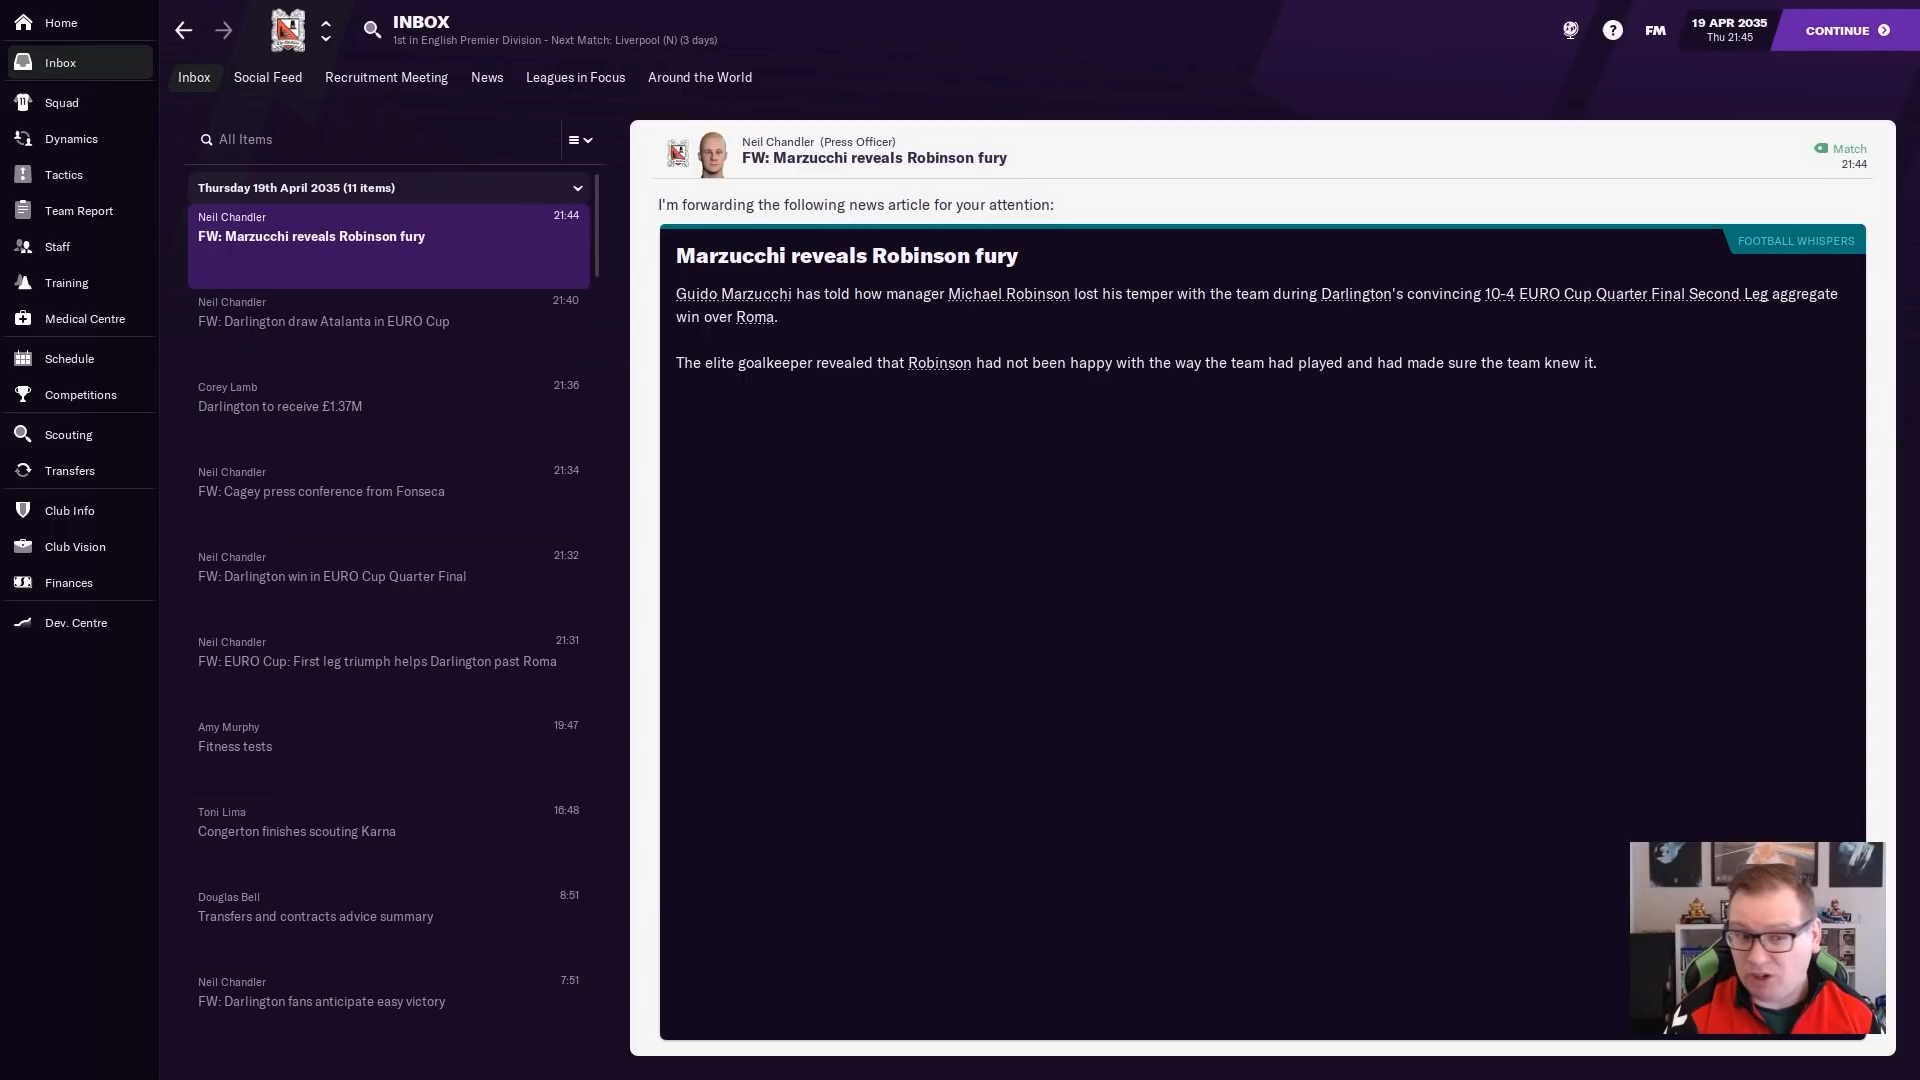 Home
Inbox
Squad
Dynamics
Tactics
Team Report
Staff
Training
Medical Centre
Schedule
Competitions
Scouting
Transfers
Club Info
Club Vision
Finances
Dev. Centre
INBOX
1st in English Premier Division - Next Match: Liverpool (N) (3 days)
FM
19 APR 2035
Thu 21:45
CONTINUE
Inbox
Social Feed
Recruitment Meeting
News
Leagues in Focus
Around the World
All Items
Thursday 19th April 2035 (11 items)
Neil Chandler 21:44
FW: Marzucchi reveals Robinson fury
Neil Chandler 21:40
FW: Darlington draw Atalanta in EURO Cup
Corey Lamb 21:36
Darlington to receive £1.37M
Neil Chandler 21:34
FW: Cagey press conference from Fonseca
Neil Chandler 21:32
FW: Darlington win in EURO Cup Quarter Final
Neil Chandler 21:31
FW: EURO Cup: First leg triumph helps Darlington past Roma
Amy Murphy 19:47
Fitness tests
Toni Lima 16:48
Congerton finishes scouting Karna
Douglas Bell 8:51
Transfers and contracts advice summary
Neil Chandler 7:51
FW: Darlington fans anticipate easy victory
Neil Chandler (Press Officer)
FW: Marzucchi reveals Robinson fury
Match
21:44
I'm forwarding the following news article for your attention:
FOOTBALL WHISPERS
Marzucchi reveals Robinson fury
Guido Marzucchi has told how manager Michael Robinson lost his temper with the team during Darlington's convincing 10-4 EURO Cup Quarter Final Second Leg aggregate
win over Roma.
The elite goalkeeper revealed that Robinson had not been happy with the way the team had played and had made sure the team knew it.